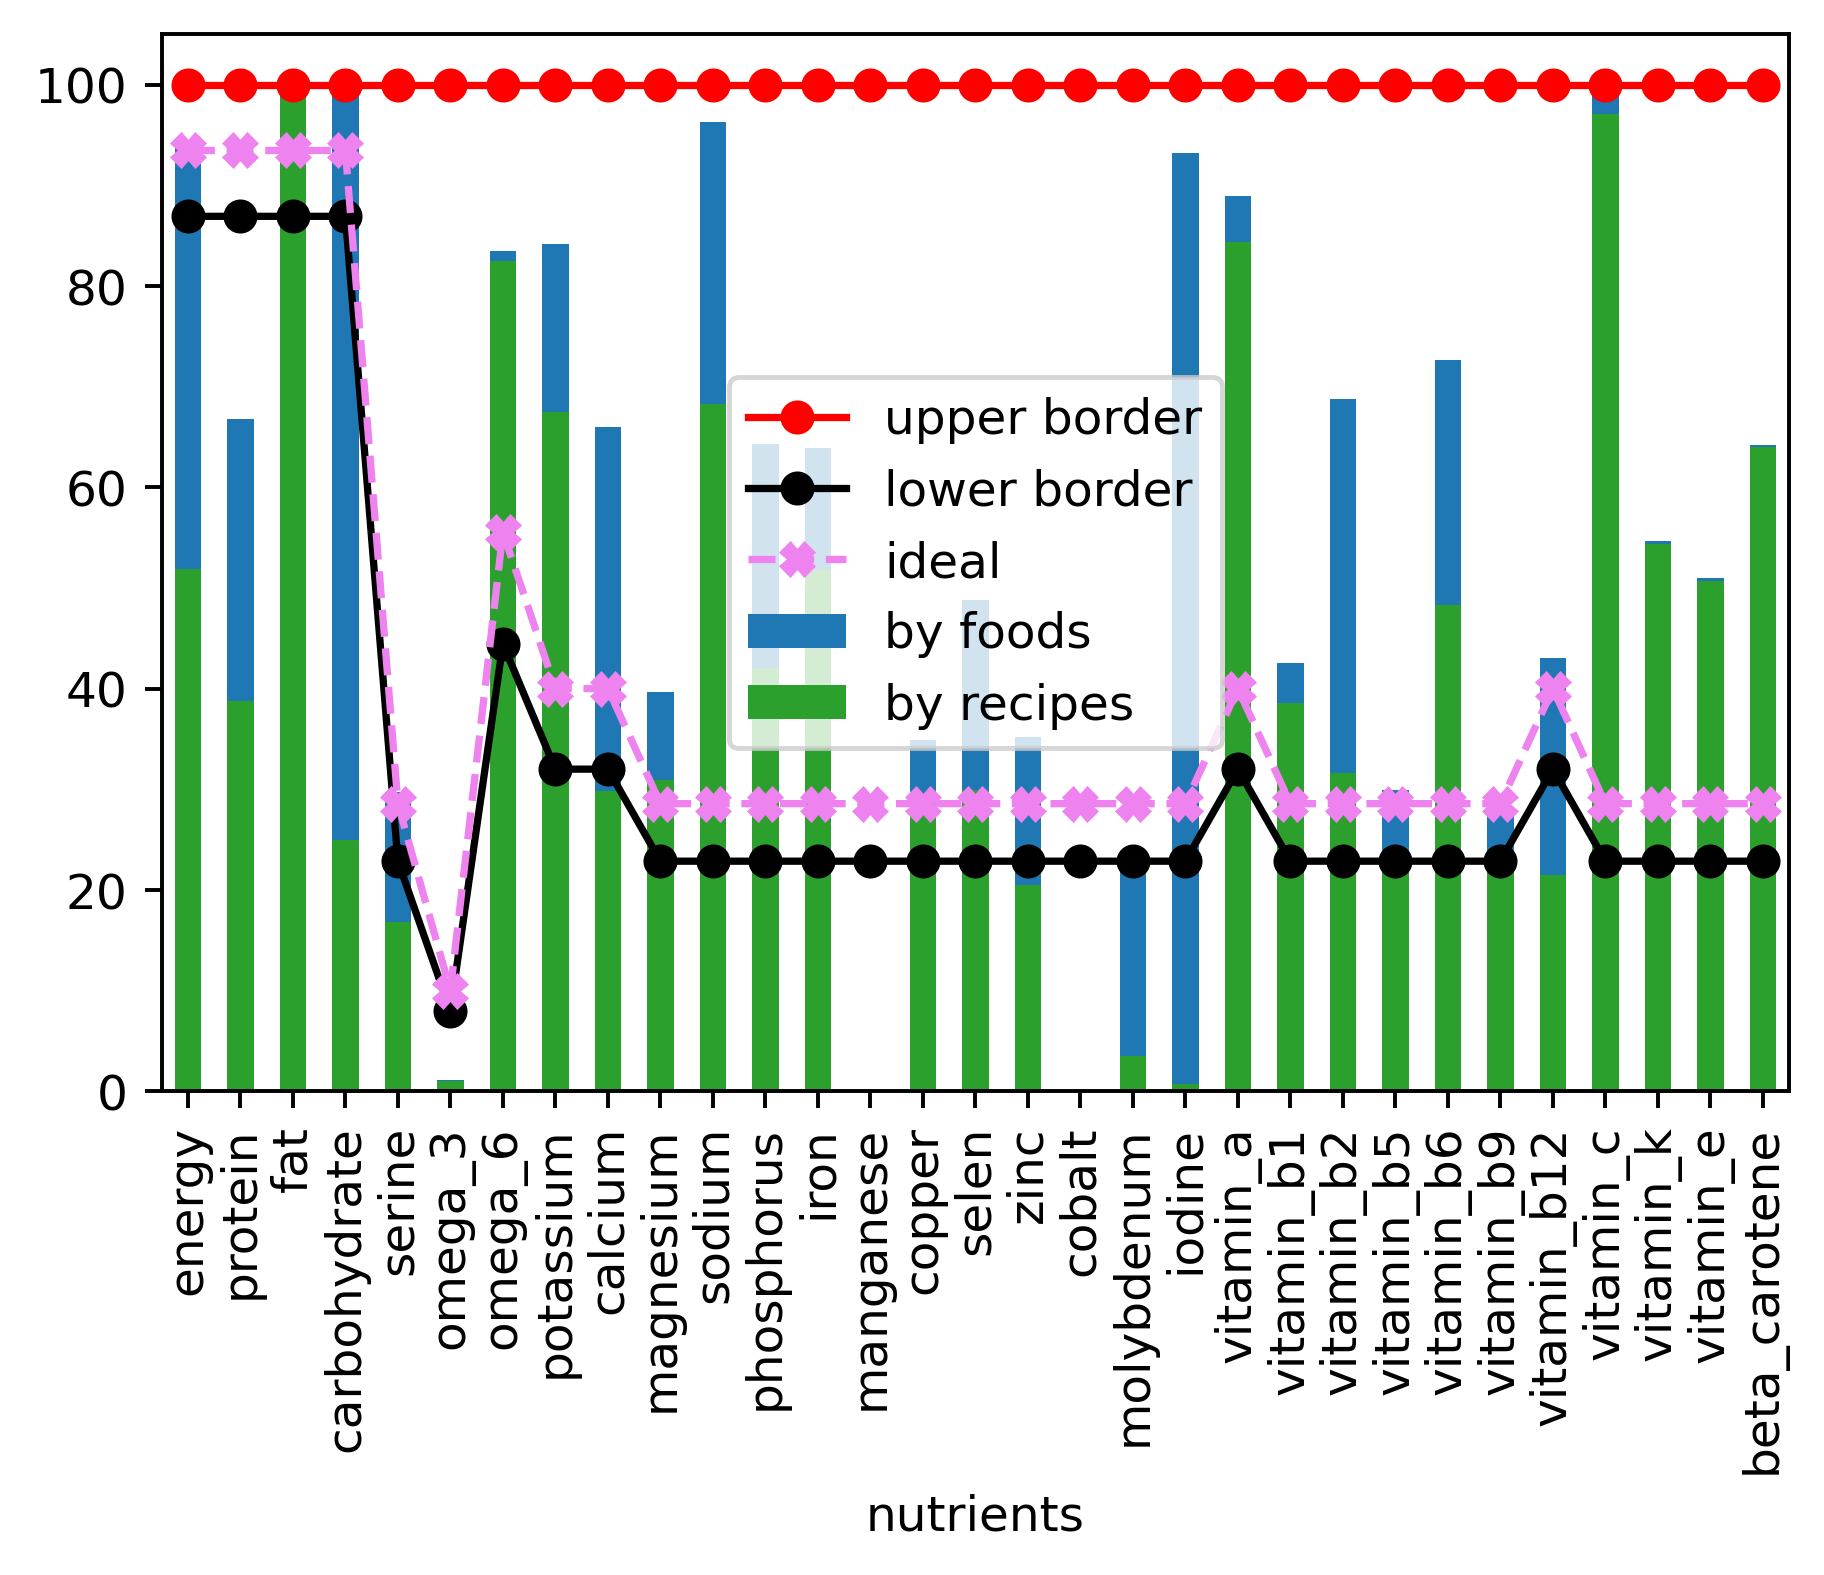 100
80
60
40
20
0
upper border
lower border
ideal
by foods
by recipes
energy
protein
fat
carbohydrate
serine
omega_3
omega_6
potassium
calcium
magnesium
sodium
phosphorus
iron
manganese
copper
selen
zinc
cobalt
molybdenum
iodine
vitamin_a
vitamin_b1
vitamin_b2
vitamin_b5
vitamin_b6
vitamin_b9
vitamin_b12
vitamin_c
vitamin_k
vitamin_e
beta_carotene
nutrients